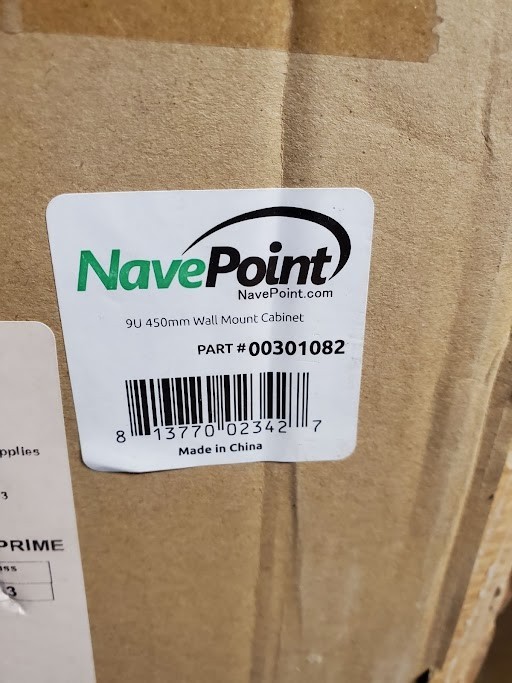 NavePoint
NavePoint.com
9U 450mm Wall Mount Cabinet
PART # 00301082
8 13770 02342 7
Made in China
pplies
3
PRIME
ss
3